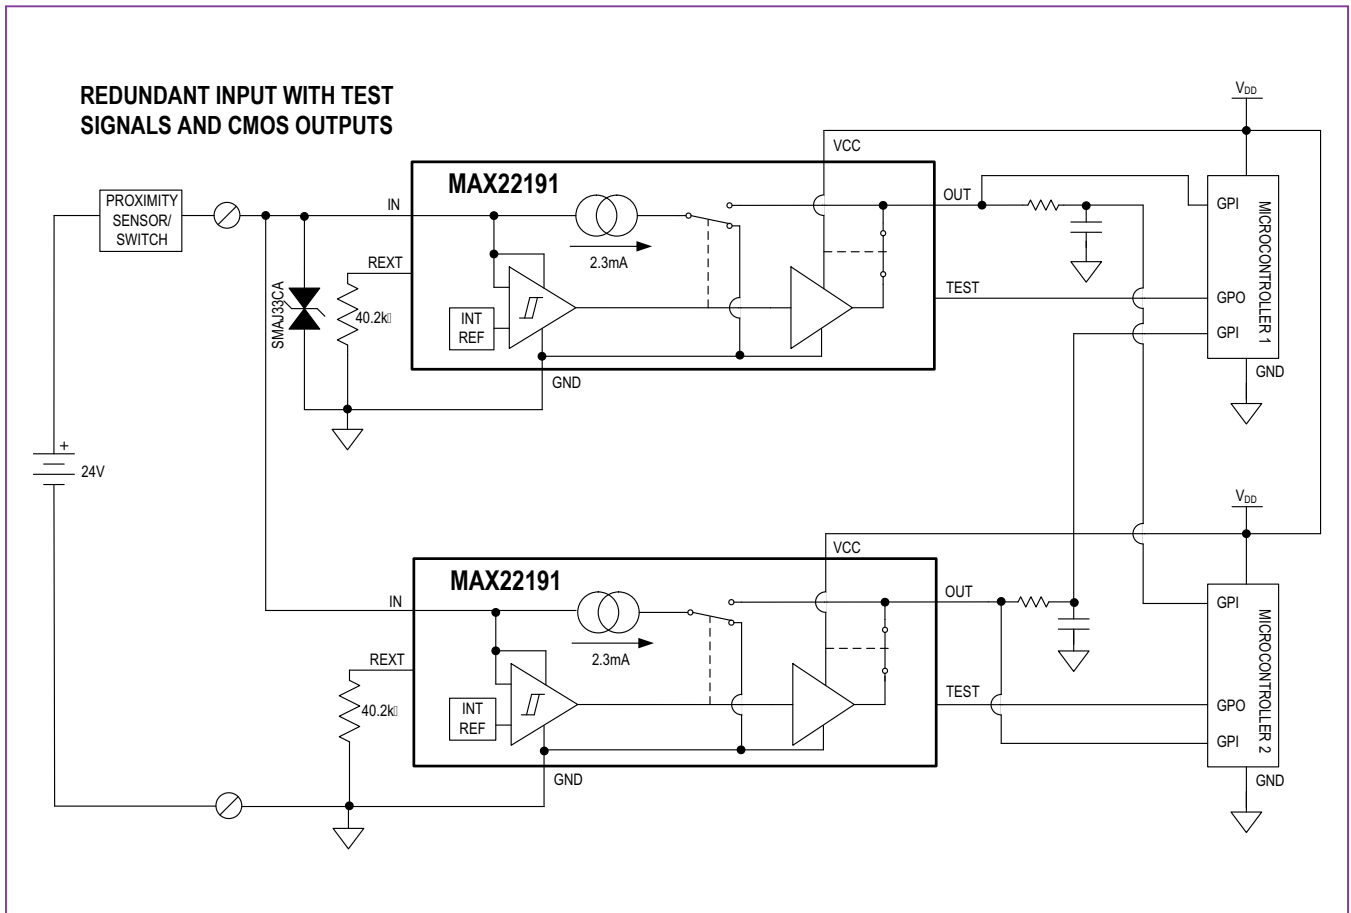 REDUNDANT INPUT WITH TEST
SIGNALS AND CMOS OUTPUTS
VDD
VCC
MAX22191
OUT
PROXIMITY
SENSOR/
SWITCH
IN
GPI
MICROCONTROLLER 1
REXT
2.3mA
TEST
GPO
SMAJ33CA
40.2k▯
INT
REF
GPI
GND
GND
+
24V
VDD
VCC
MAX22191
OUT
IN
GPI
MICROCONTROLLER 2
REXT
2.3mA
TEST
GPO
40.2k▯
INT
REF
GPI
GND
GND